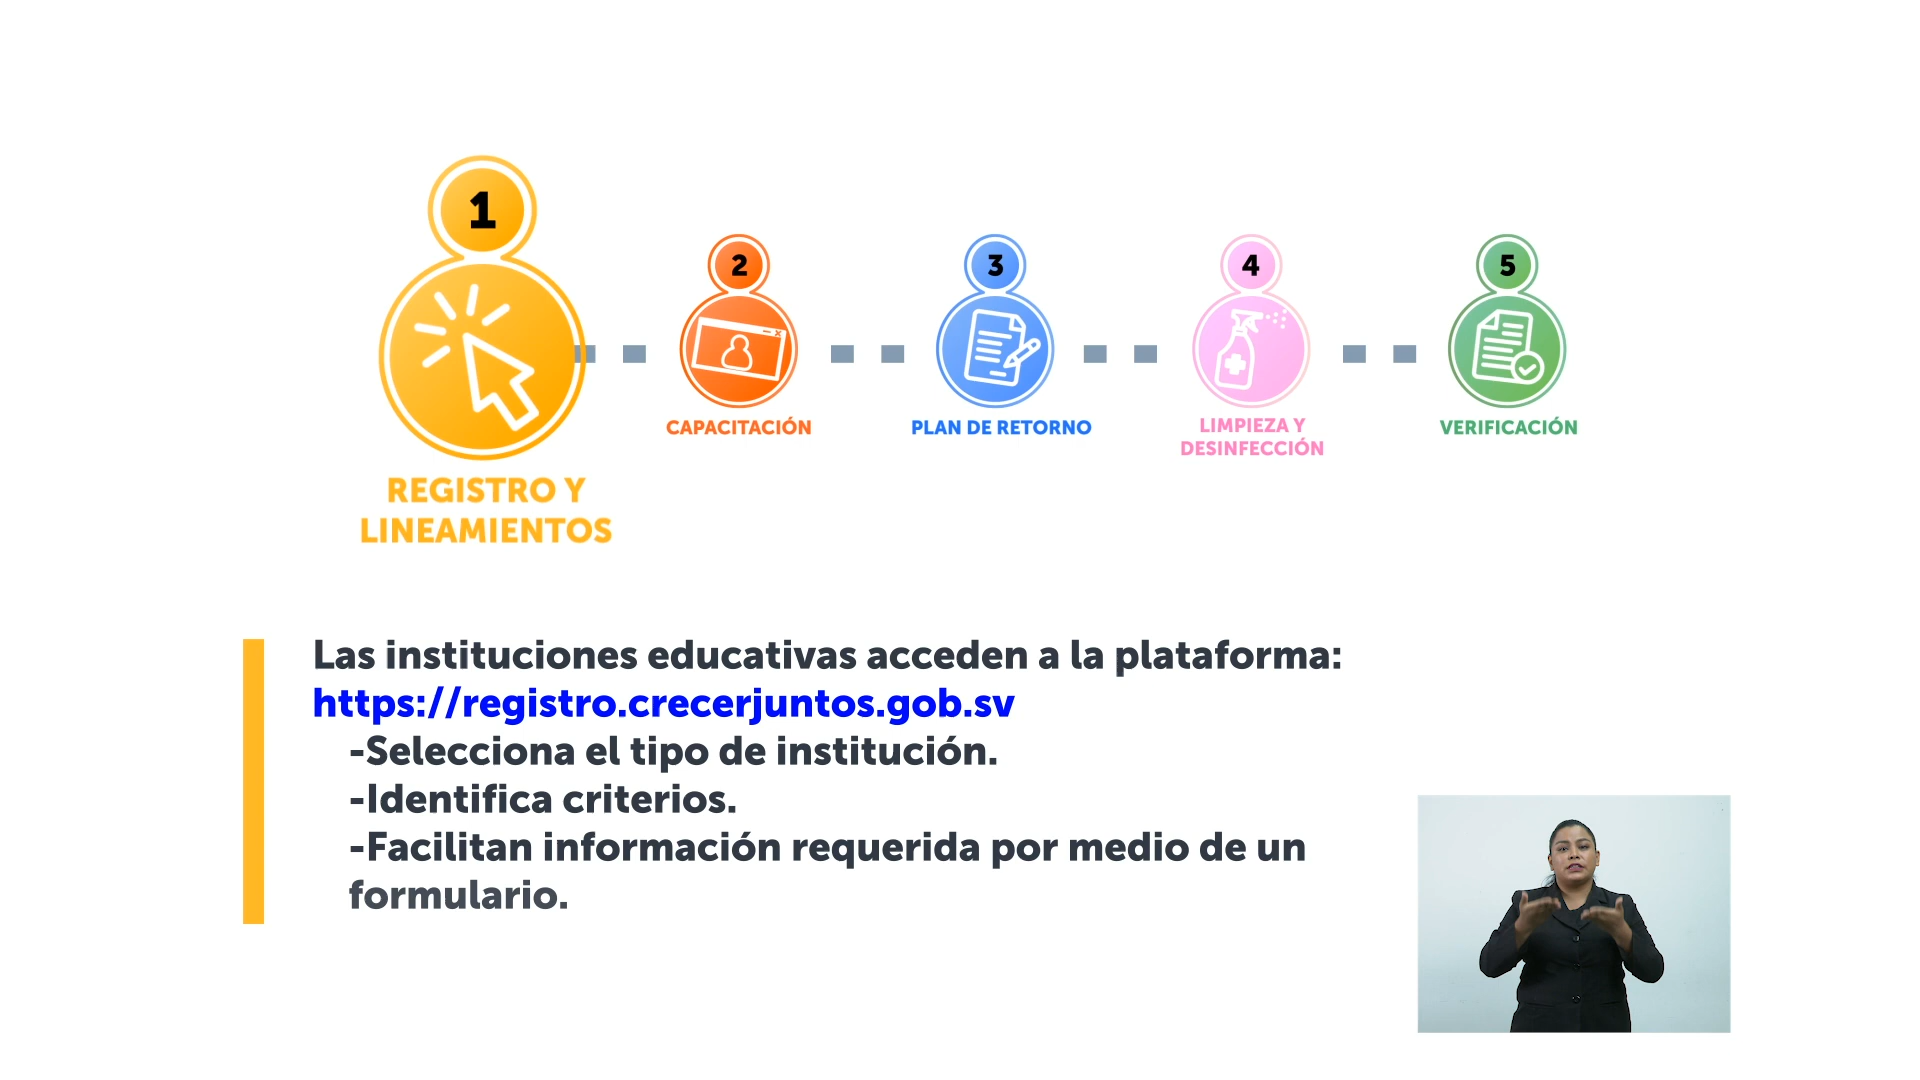 1
2
3
4
5
CAPACITACIÓN
PLAN DE RETORNO
LIMPIEZA Y
DESINFECCIÓN
VERIFICACIÓN
REGISTRO Y
LINEAMIENTOS
Las instituciones educativas acceden a la plataforma:
https://registro.crecerjuntos.gob.sv
-Selecciona el tipo de institución.
-Identifica criterios.
-Facilitan información requerida por medio de un
formulario.